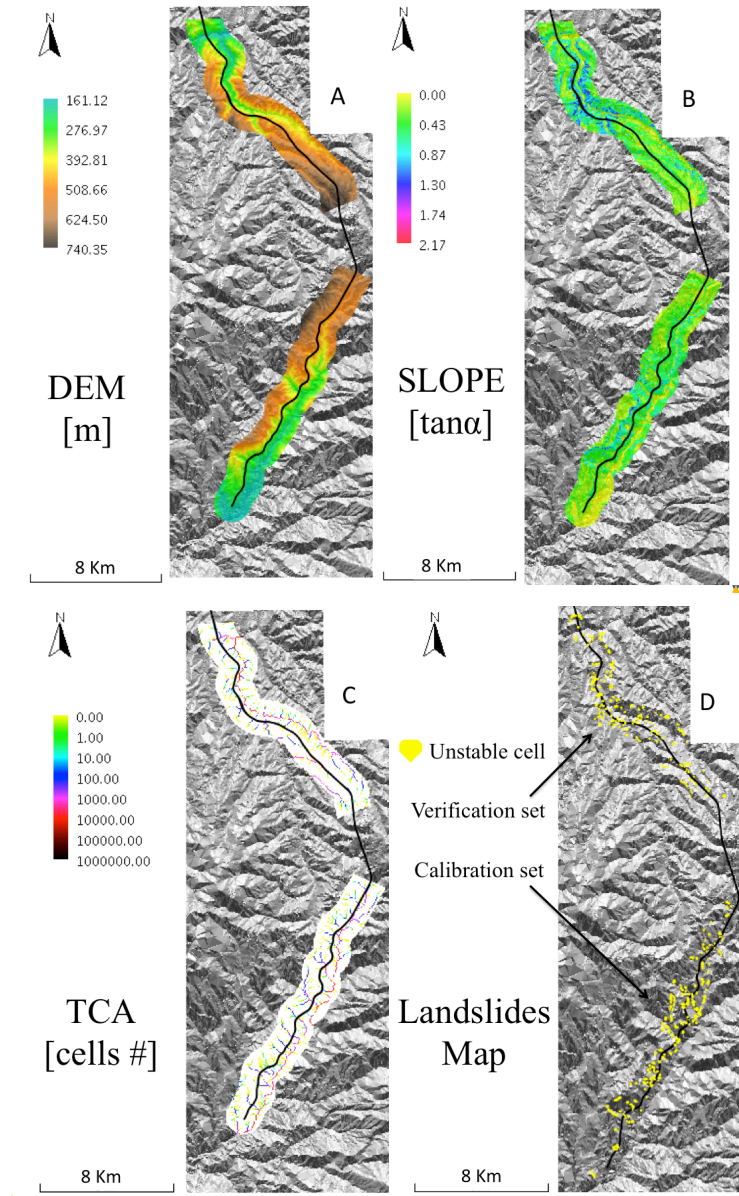 N
A
161.12
276.97
392.81
508.66
624.50
740.35
DEM
[m]
8 Km
N
B
0.00
0.43
0.87
1.30
1.74
2.17
SLOPE
[tanα]
8 Km
N
C
0.00
1.00
10.00
100.00
1000.00
10000.00
100000.00
1000000.00
TCA
[cells #]
8 Km
N
D
Unstable cell
Verification set
Calibration set
Landslides
Map
8 Km